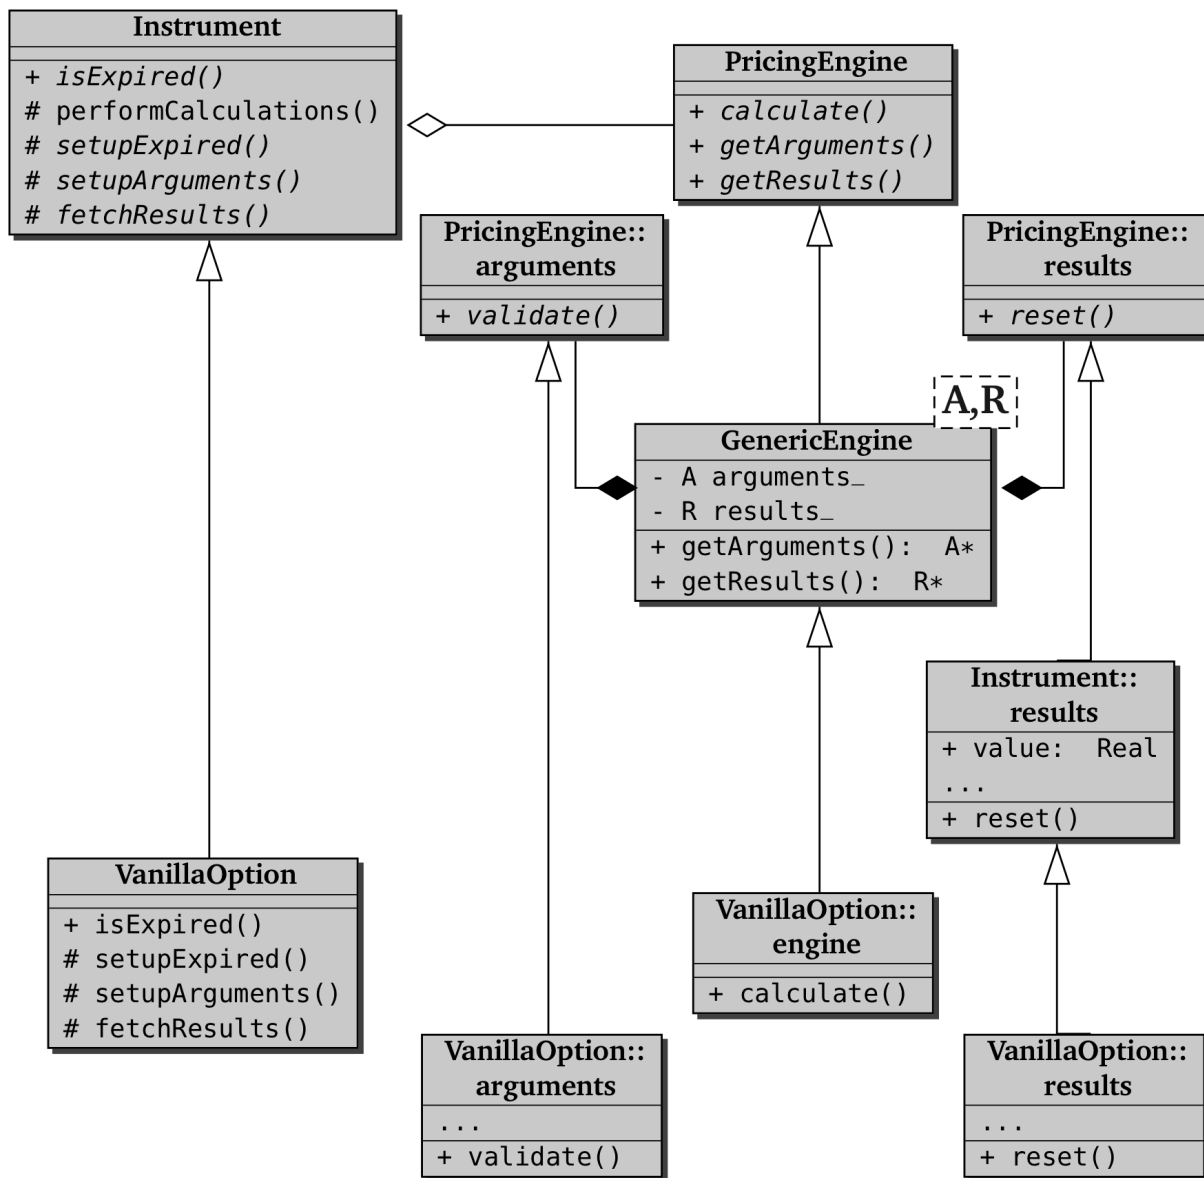 Instrument
+ isExpired()
# performCalculations()
# setupExpired()
# setupArguments()
# fetchResults()
PricingEngine
+ calculate()
+ getArguments()
+ getResults()
PricingEngine::
arguments
+ validate()
PricingEngine::
results
+ reset()
A,R
GenericEngine
- A arguments_
- R results_
+ getArguments(): A*
+ getResults(): R*
Instrument::
results
+ value: Real
...
+ reset()
VanillaOption
+ isExpired()
# setupExpired()
# setupArguments()
# fetchResults()
VanillaOption::
engine
+ calculate()
VanillaOption::
arguments
...
+ validate()
VanillaOption::
results
...
+ reset()